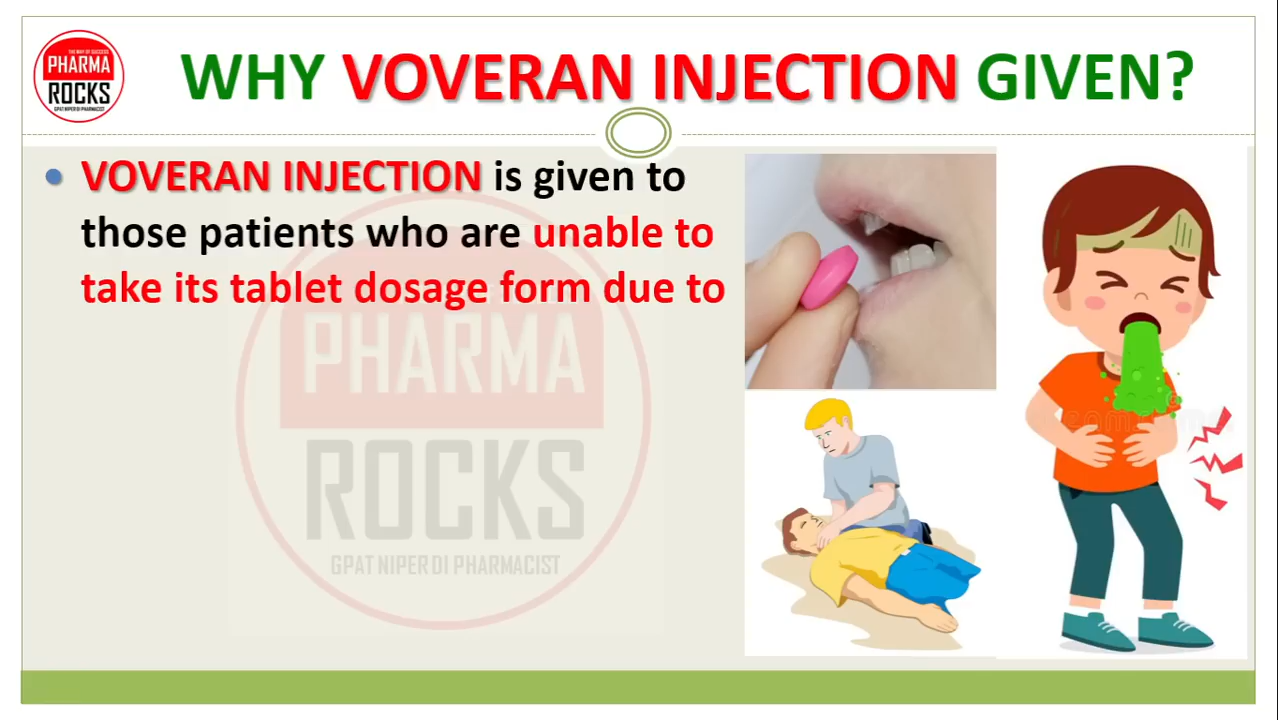 THE WAY OF SUCCESS
PHARMA
ROCKS
GPAT NIPER DI PHARMACIST
WHY VOVERAN INJECTION GIVEN?
• VOVERAN INJECTION is given to
those patients who are unable to
take its tablet dosage form due to
PHARMA
ROCKS
GPAT NIPER DI PHARMACIST